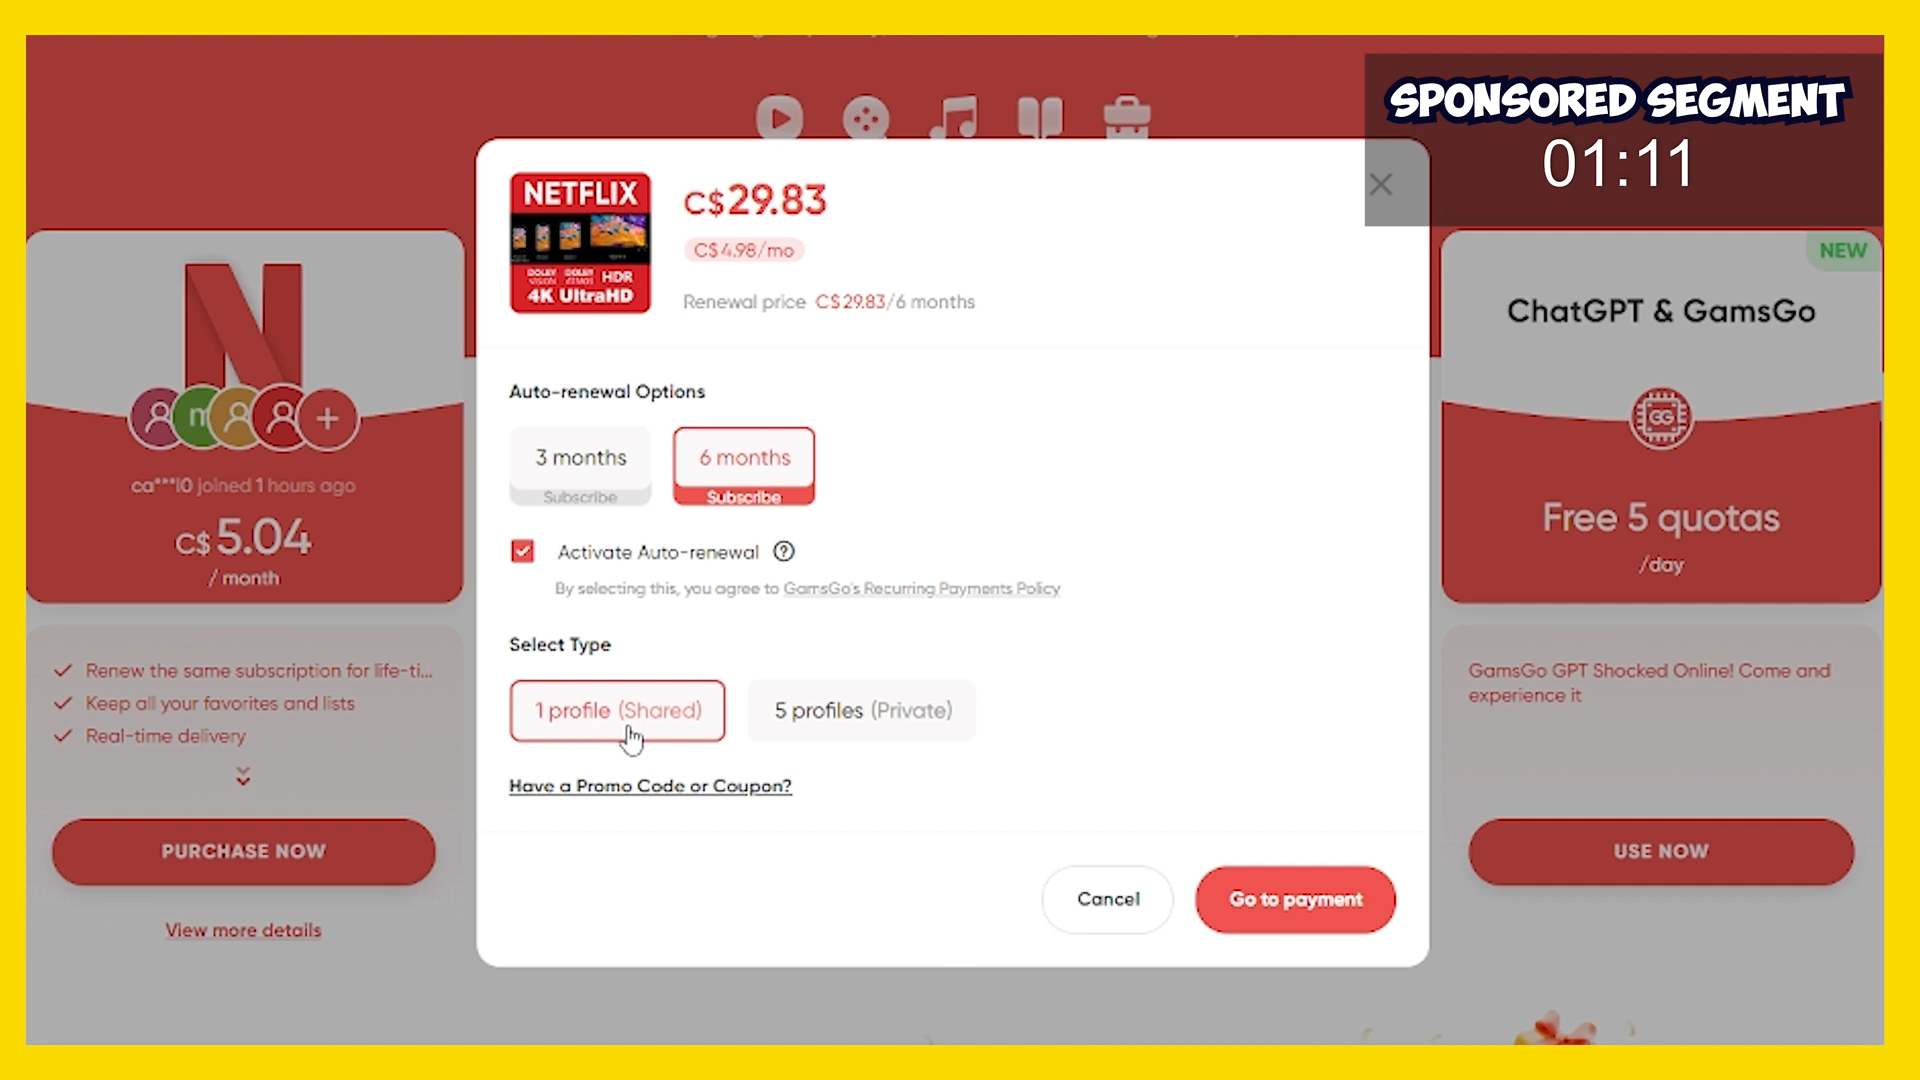 SPONSORED SEGMENT
01:11
NETFLIX
HDR
4K UltraHD
C$29.83
C$4.98/mo
Renewal price C$29.83/6 months
Auto-renewal Options
3 months
Subscribe
6 months
Subscribe
Activate Auto-renewal ?
By selecting this, you agree to GamsGo's Recurring Payments Policy
Select Type
1 profile (Shared)
5 profiles (Private)
Have a Promo Code or Coupon?
Cancel
Go to payment
N
m
ca***l0 joined 1 hours ago
C$5.04
/ month
Renew the same subscription for life-ti...
Keep all your favorites and lists
Real-time delivery
PURCHASE NOW
View more details
NEW
ChatGPT & GamsGo
GG
Free 5 quotas
/day
GamsGo GPT Shocked Online! Come and
experience it
USE NOW